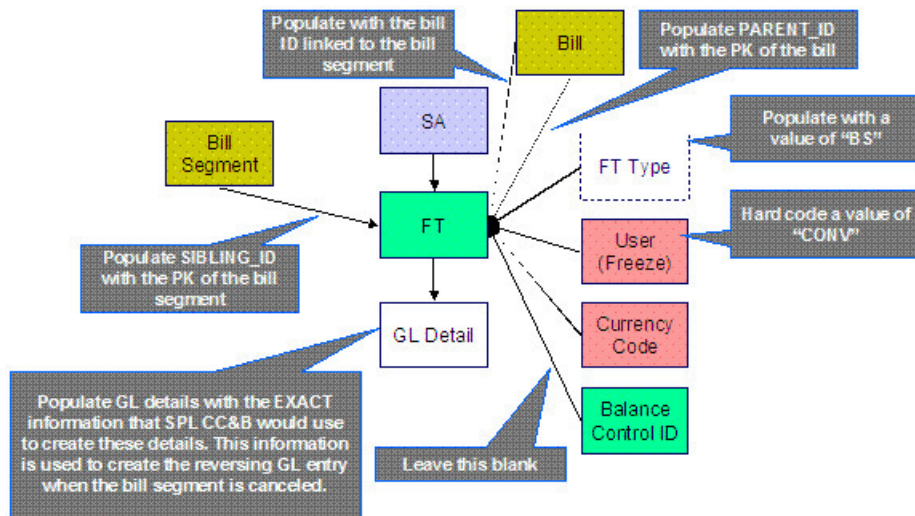 Populate with the bill
ID linked to the bill
segment
Bill
Populate PARENT_ID
with the PK of the bill
SA
Populate with a
value of “BS”
Bill
Segment
FT Type
FT
Hard code a value of
“CONV”
User
(Freeze)
Populate SIBLING_ID
with the PK of the bill
segment
GL Detail
Currency
Code
Populate GL details with the EXACT
information that SPL CC&B would use
to create these details. This information
is used to create the reversing GL entry
when the bill segment is canceled.
Balance
Control ID
Leave this blank